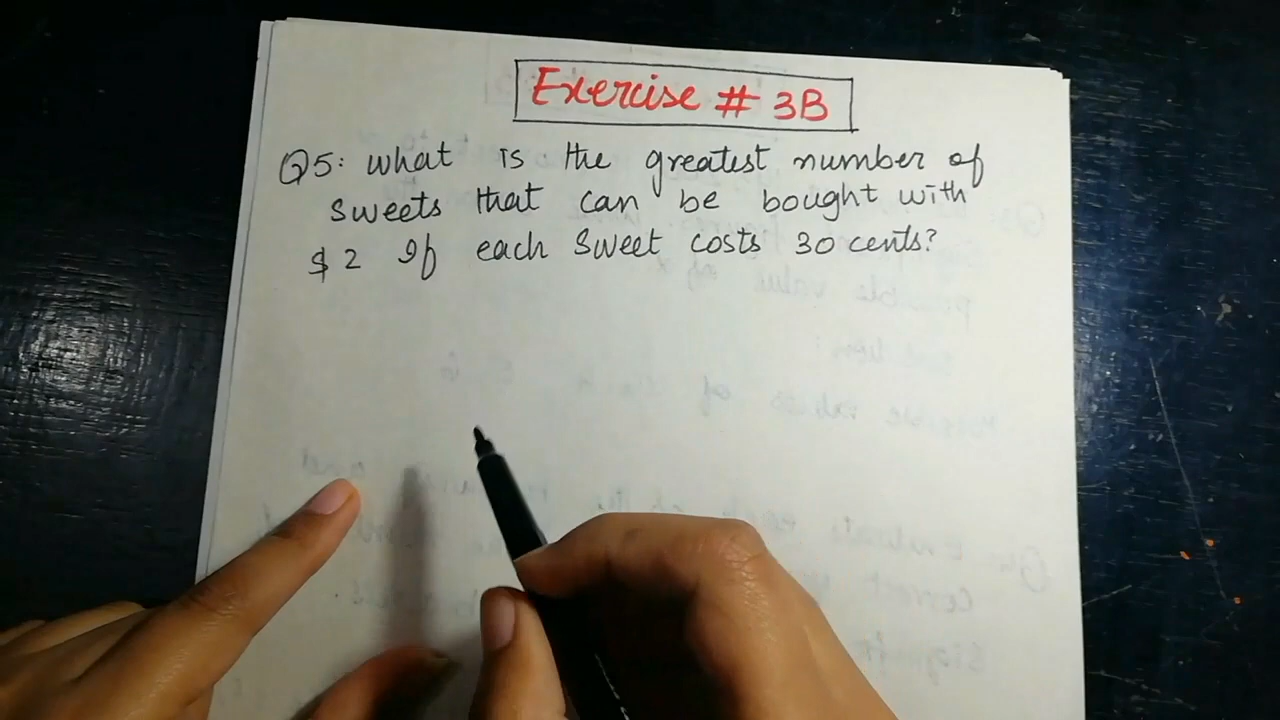 Exercise # 3B
Q5: what is the greatest number of
sweets that can be bought with
$ 2 If each Sweet costs 30 cents?